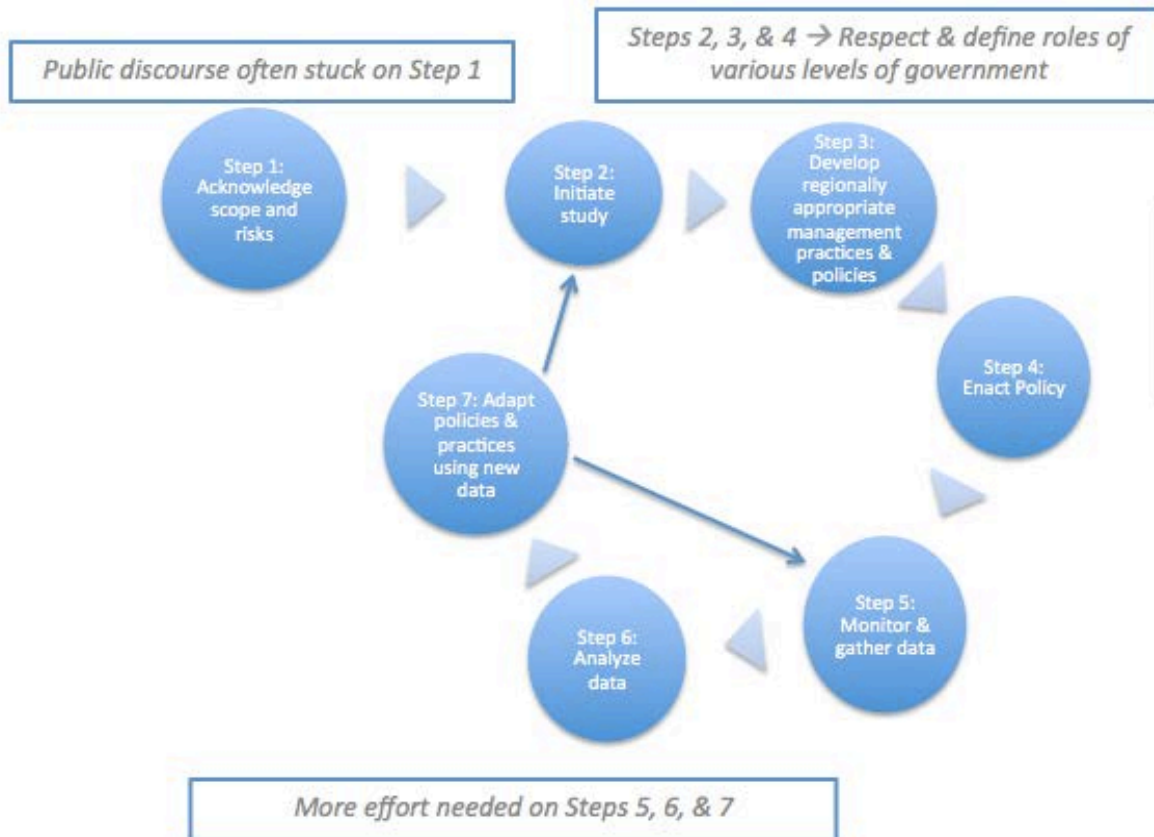 Public discourse often stuck on Step 1
Steps 2, 3, & 4 → Respect & define roles of
various levels of government
Step 1:
Acknowledge
scope and
risks
Step 2:
Initiate
study
Step 3:
Develop
regionally
appropriate
management
practices &
policies
Step 4:
Enact Policy
Step 5:
Monitor &
gather data
Step 6:
Analyze
data
Step 7: Adapt
policies &
practices
using new
data
More effort needed on Steps 5, 6, & 7